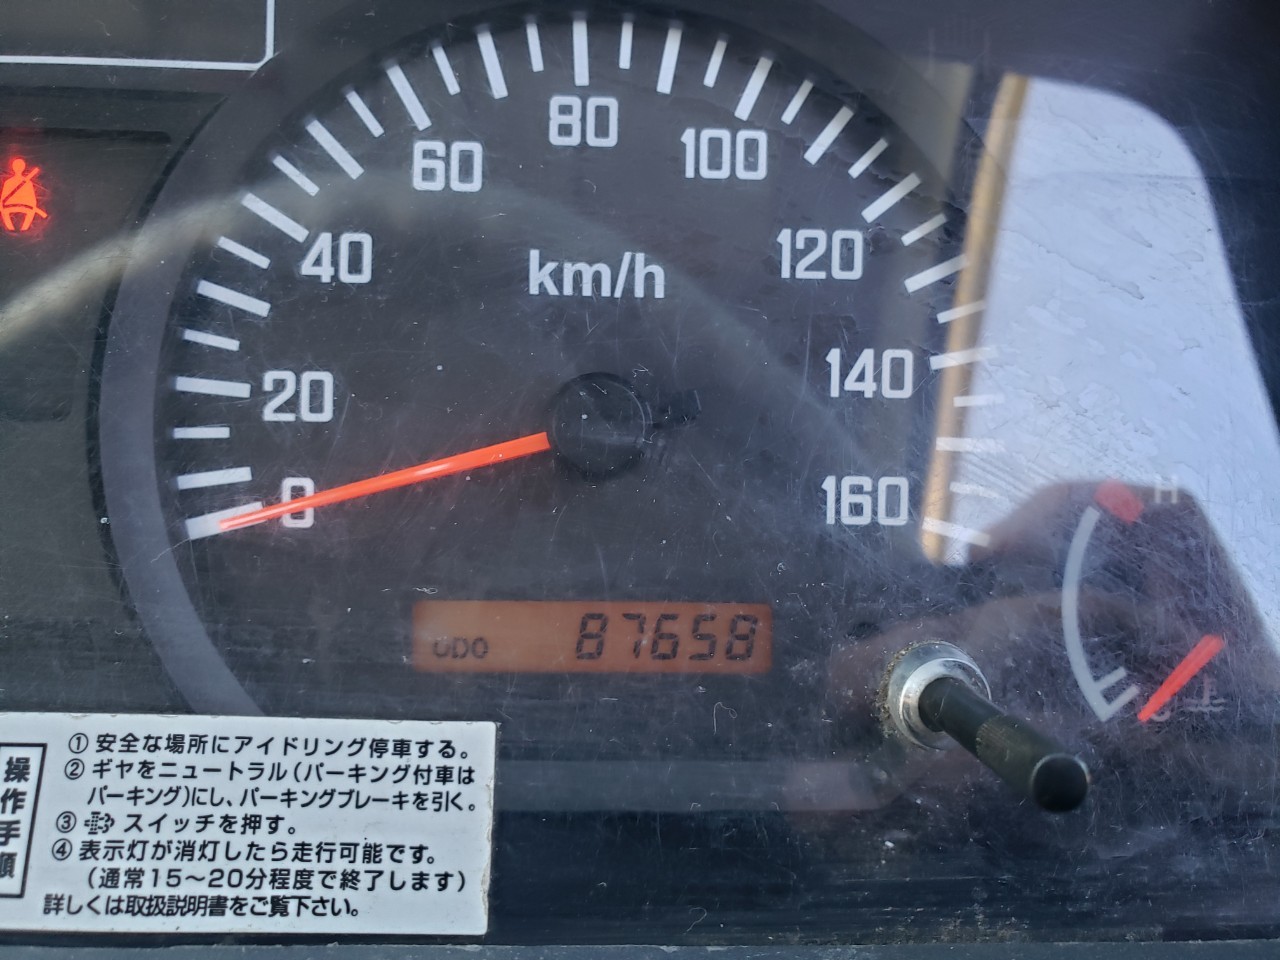 80
60
100
40
km/h
120
20
140
0
160
H
C
ODO 87658
操作手順
① 安全な場所にアイドリング停車する。
② ギヤをニュートラル(パーキング付車は
パーキング)にし、パーキングブレーキを引く。
③ スイッチを押す。
④ 表示灯が消灯したら走行可能です。
(通常15〜20分程度で終了します)
詳しくは取扱説明書をご覧下さい。